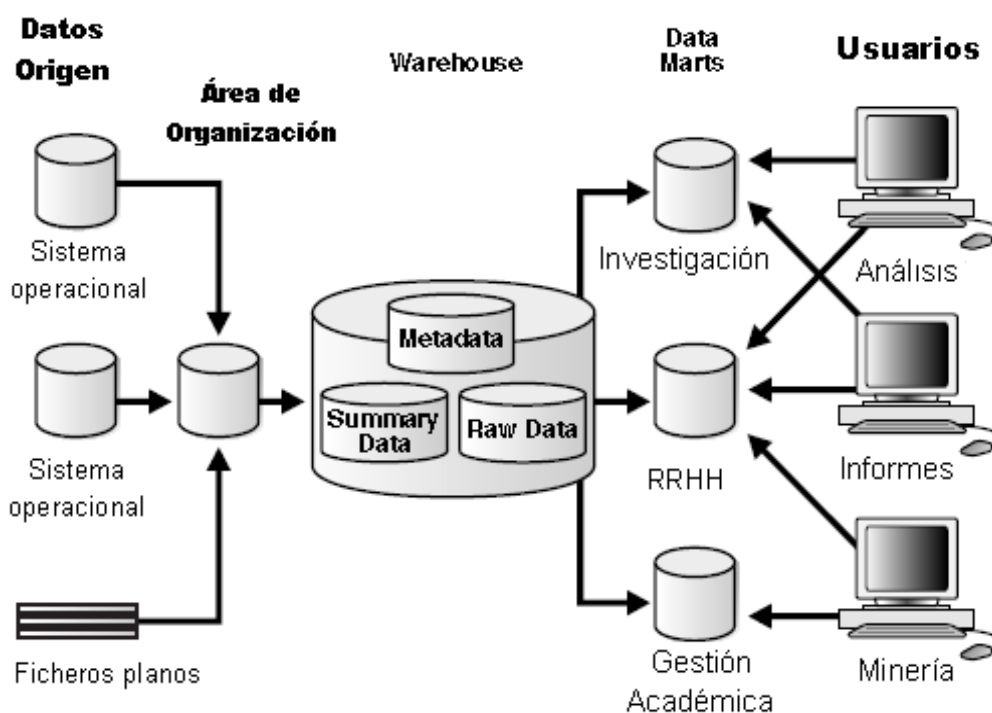 Datos
Origen
Área de
Organización
Warehouse
Data
Marts
Usuarios
Sistema
operacional
Sistema
operacional
Ficheros planos
Metadata
Summary
Data
Raw Data
Investigación
RRHH
Gestión
Académica
Análisis
Informes
Minería